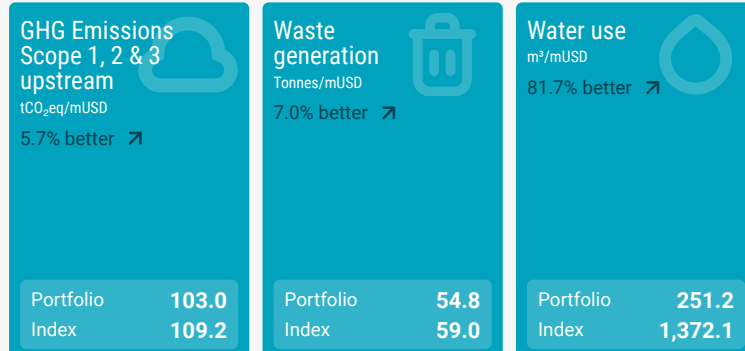 GHG Emissions
Scope 1, 2 & 3
upstream
tCO₂eq/mUSD
5.7% better
Portfolio 103.0
Index 109.2
Waste
generation
Tonnes/mUSD
7.0% better
Portfolio 54.8
Index 59.0
Water use
m³/mUSD
81.7% better
Portfolio 251.2
Index 1,372.1